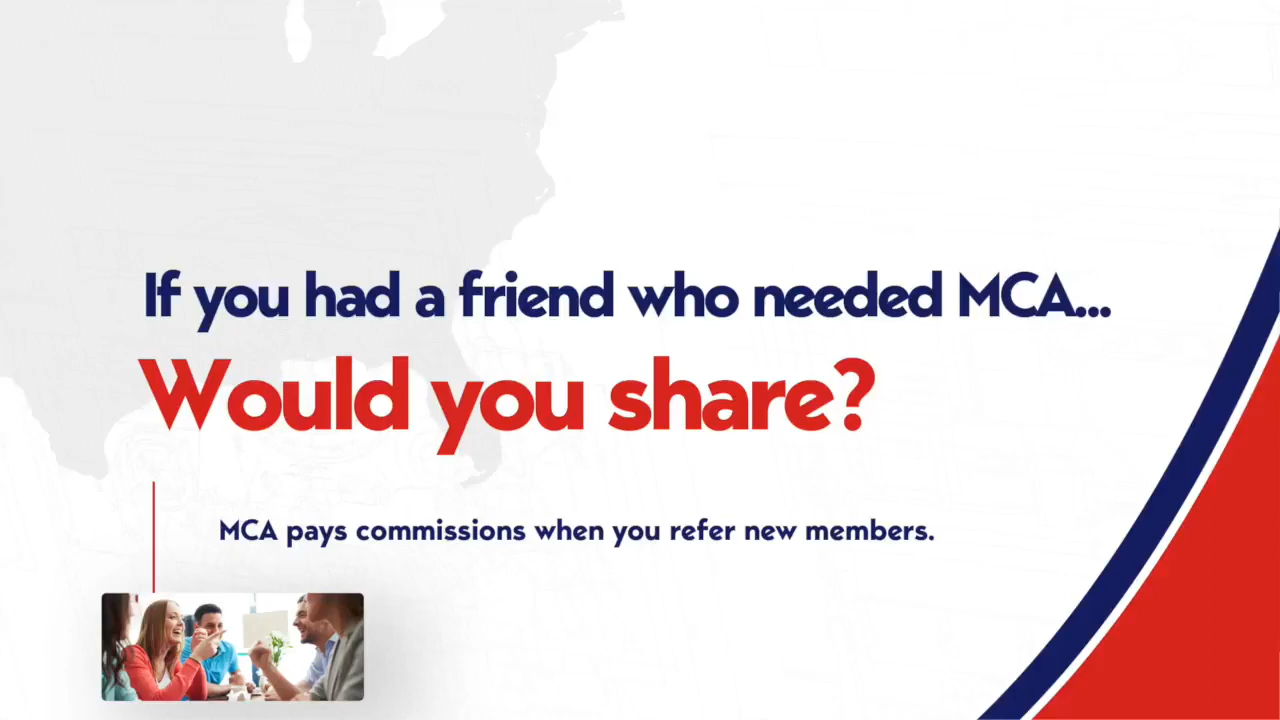 If you had a friend who needed MCA...
Would you share?
MCA pays commissions when you refer new members.